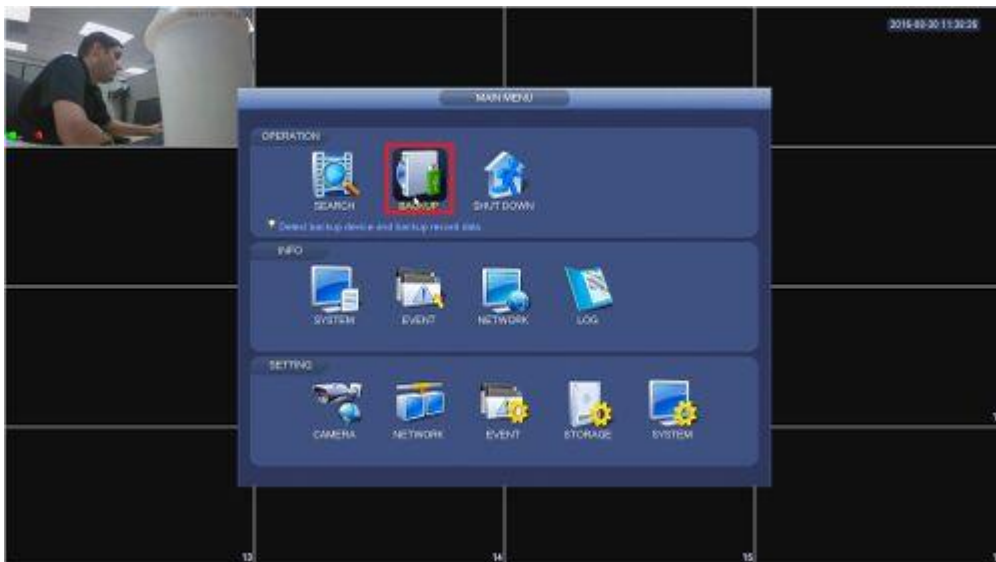 2016-03-30 11:38:26
MAIN MENU
OPERATION
SEARCH
BACKUP
SHUT DOWN
Detect backup device and backup record data.
INFO
SYSTEM
EVENT
NETWORK
LOG
SETTING
CAMERA
NETWORK
EVENT
STORAGE
SYSTEM
13
14
15